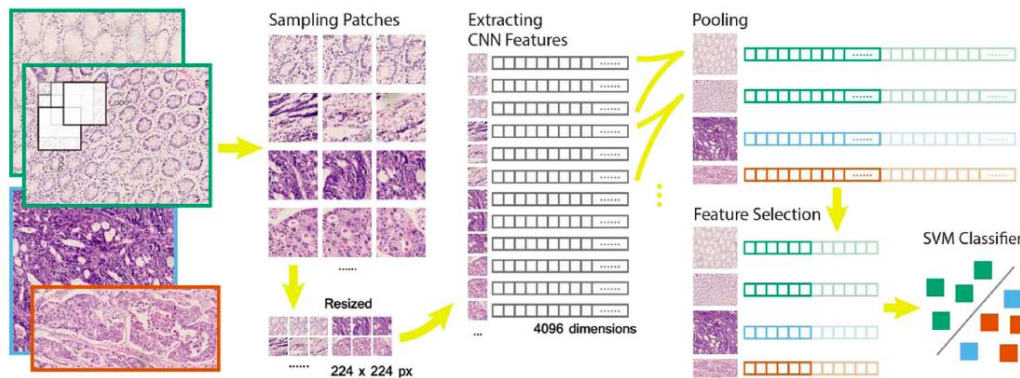 Sampling Patches
......
Resized
......
224 x 224 px
Extracting
CNN Features
......
......
......
......
......
......
......
......
......
......
......
......
...
4096 dimensions
Pooling
...... ......
...... ......
...... ......
...... ......
Feature Selection
SVM Classifier